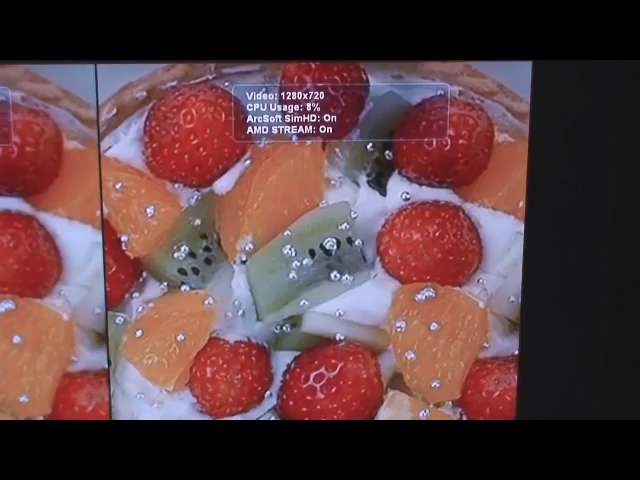 Video: 1280x720
CPU Usage: 8%
ArcSoft SimHD: On
AMD STREAM: On